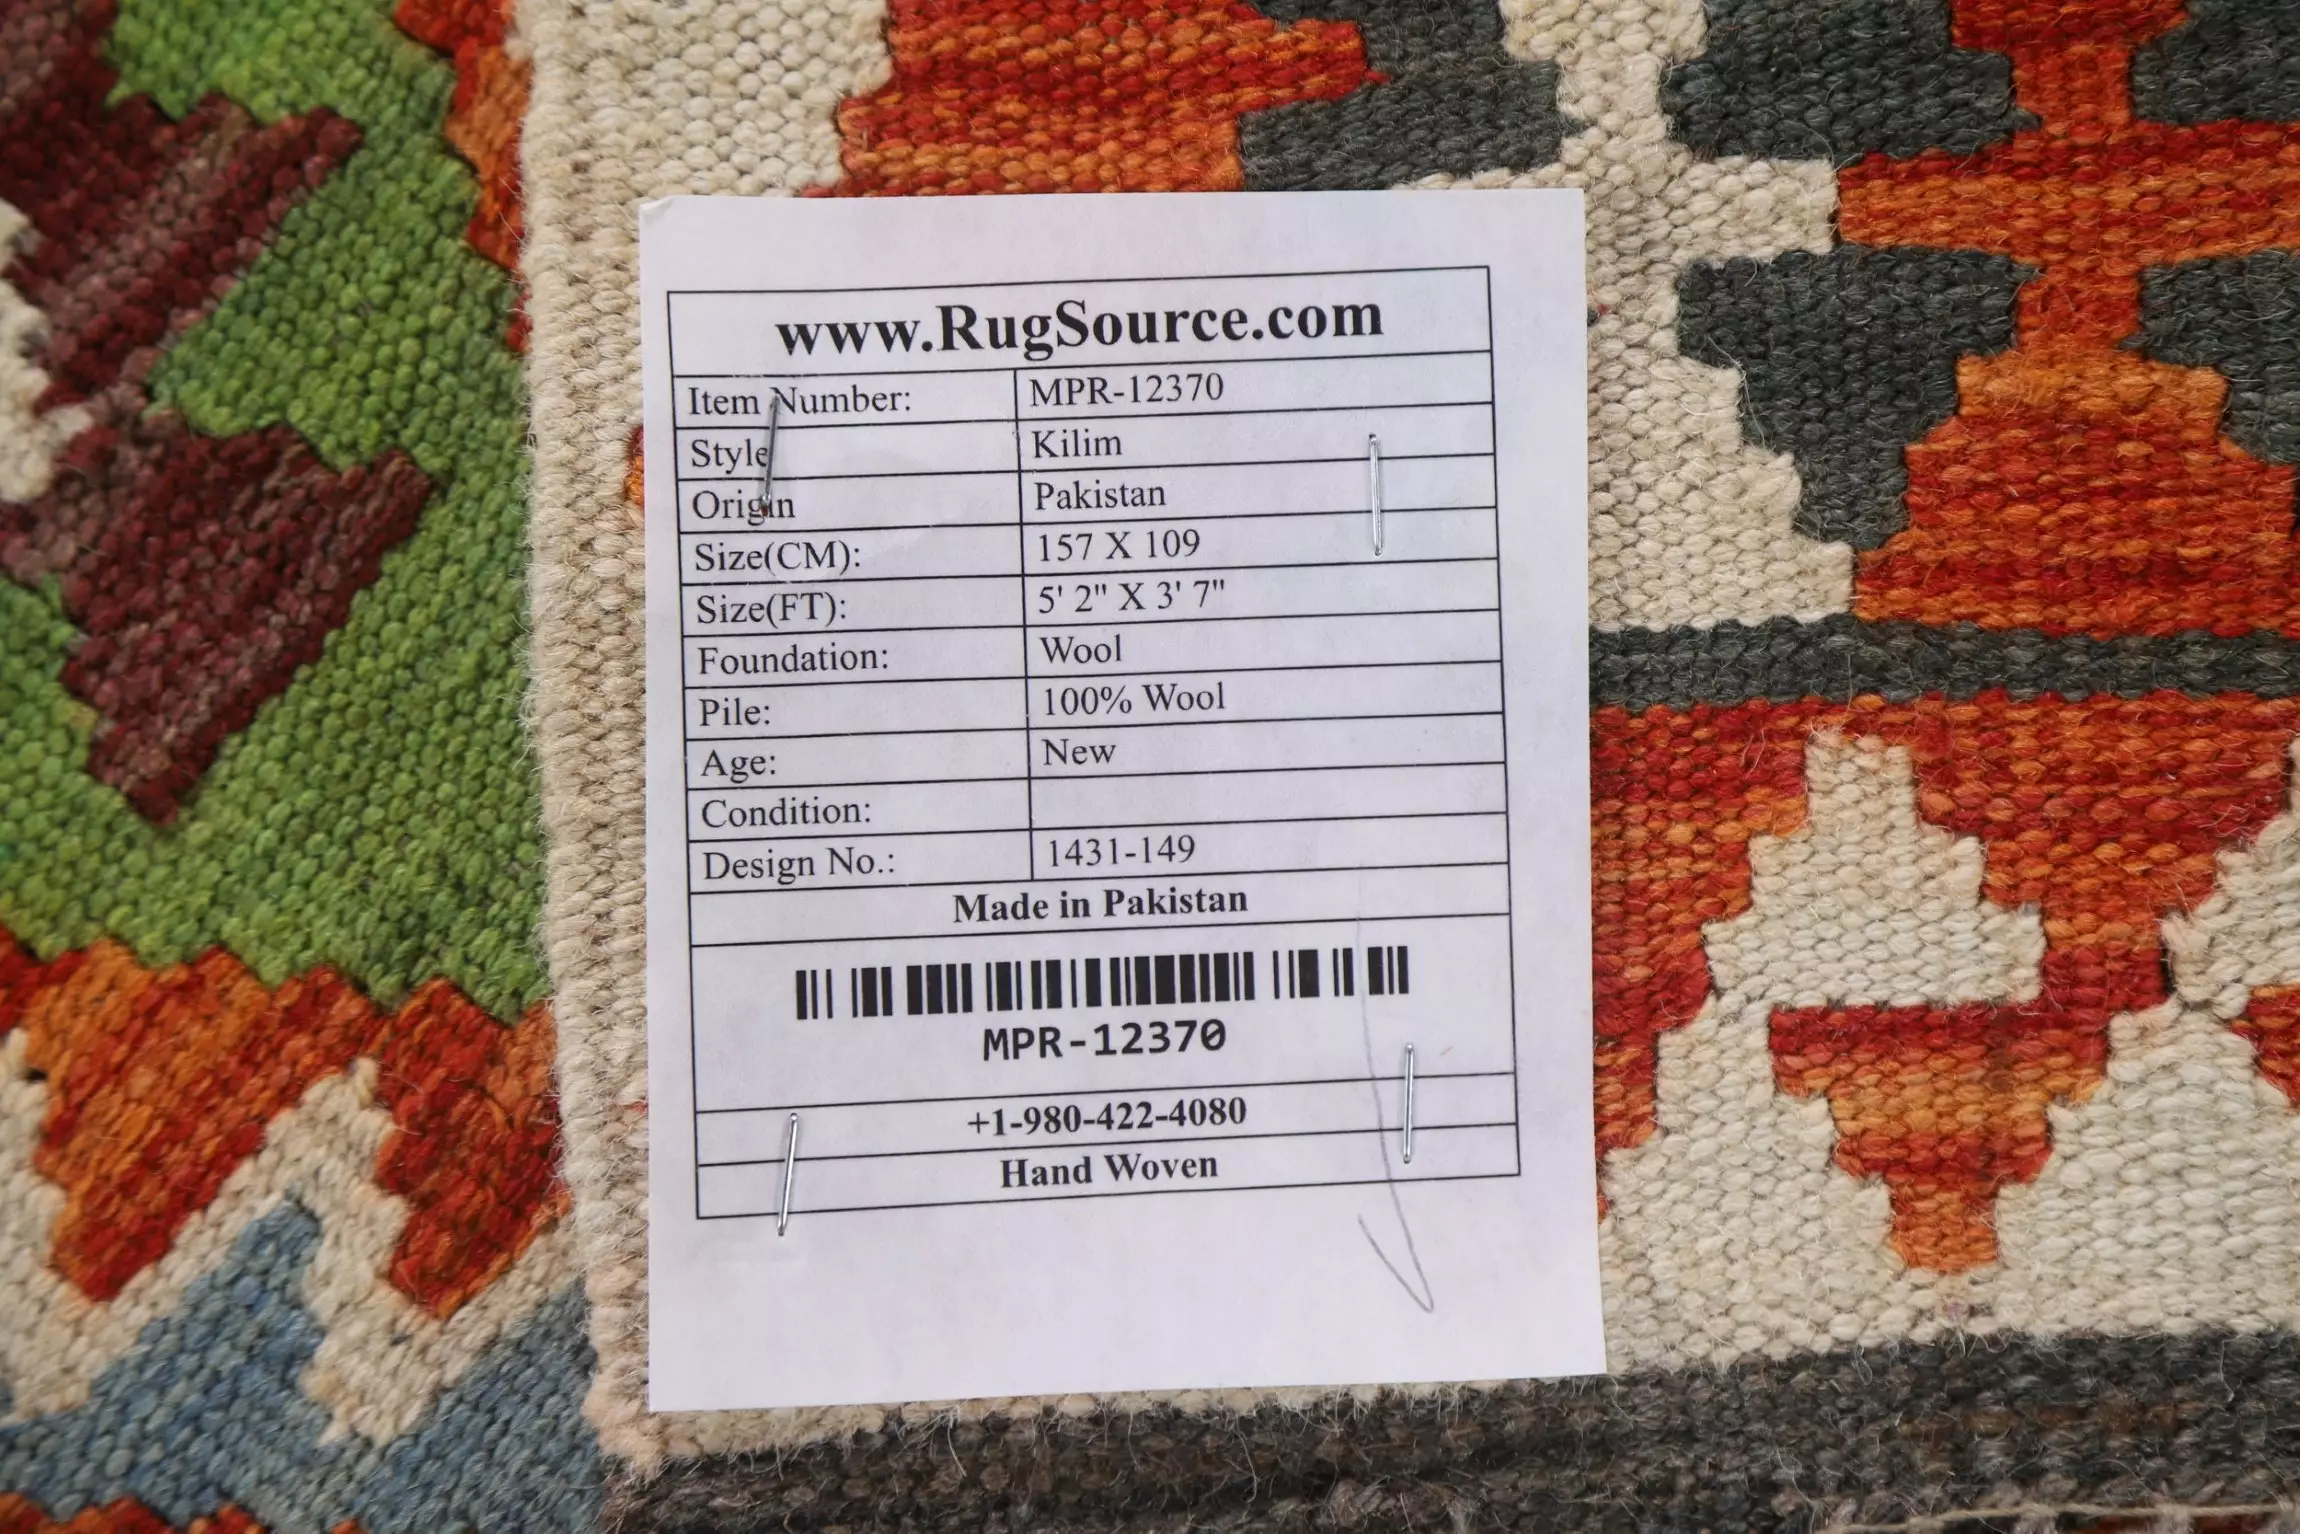 www.RugSource.com
Item Number: MPR-12370
Style Kilim
Origin Pakistan
Size(CM): 157 X 109
Size(FT): 5' 2" X 3' 7"
Foundation: Wool
Pile: 100% Wool
Age: New
Condition:
Design No.: 1431-149
Made in Pakistan
MPR-12370
+1-980-422-4080
Hand Woven